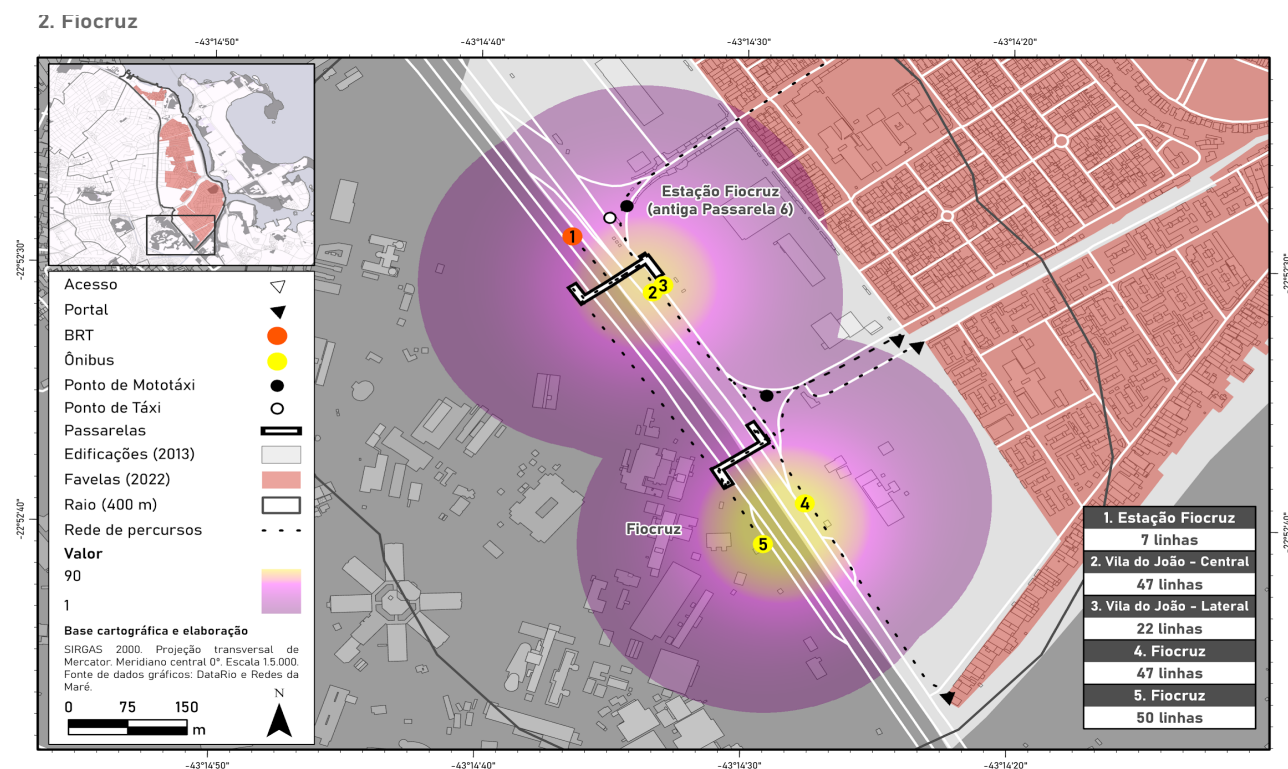 2. Fiocruz
-43°14'50"
-43°14'40"
-43°14'30"
-43°14'20"
-22°52'30"
-22°52'30"
-22°52'40"
-22°52'40"
Estação Fiocruz
(antiga Passarela 6)
1
2
3
4
5
Fiocruz
Acesso
Portal
BRT
Ônibus
Ponto de Mototáxi
Ponto de Táxi
Passarelas
Edificações (2013)
Favelas (2022)
Raio (400 m)
Rede de percursos
Valor
90
1
Base cartográfica e elaboração
SIRGAS 2000. Projeção transversal de
Mercator. Meridiano central 0°. Escala 1:5.000.
Fonte de dados gráficos: DataRio e Redes da
Maré.
0 75 150
m
N
1. Estação Fiocruz
7 linhas
2. Vila do João - Central
47 linhas
3. Vila do João - Lateral
22 linhas
4. Fiocruz
47 linhas
5. Fiocruz
50 linhas
-43°14'50"
-43°14'40"
-43°14'30"
-43°14'20"